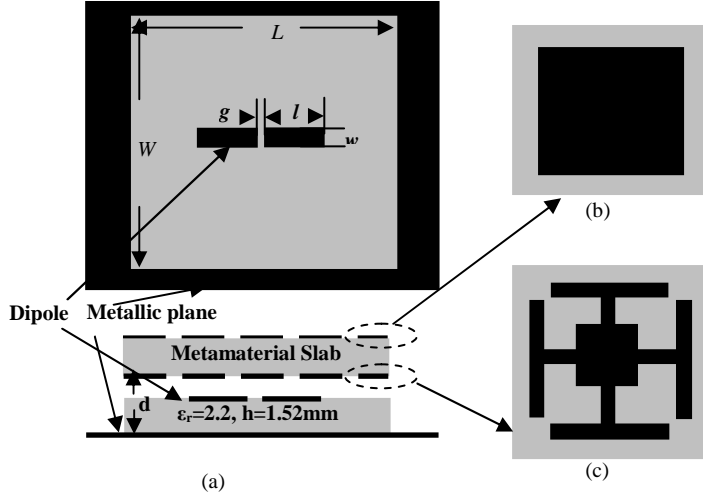 L
g l
W w
(b)
Dipole Metallic plane
Metamaterial Slab
d
εr=2.2, h=1.52mm
(a)
(c)